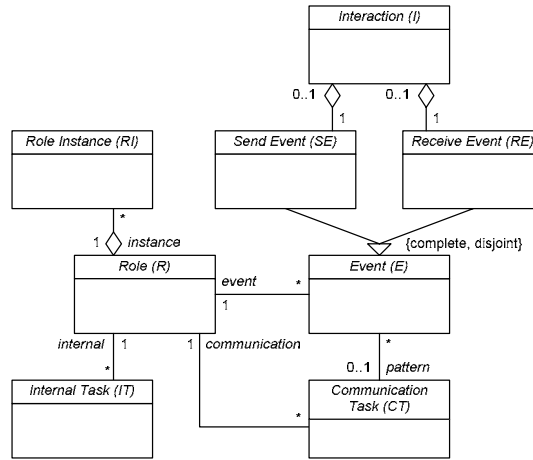 Interaction (I)
0..1
0..1
1
1
Role Instance (RI)
Send Event (SE)
Receive Event (RE)
*
1
instance
{complete, disjoint}
Role (R)
event
*
1
Event (E)
internal
1
1
communication
*
*
0..1
pattern
Internal Task (IT)
*
Communication
Task (CT)